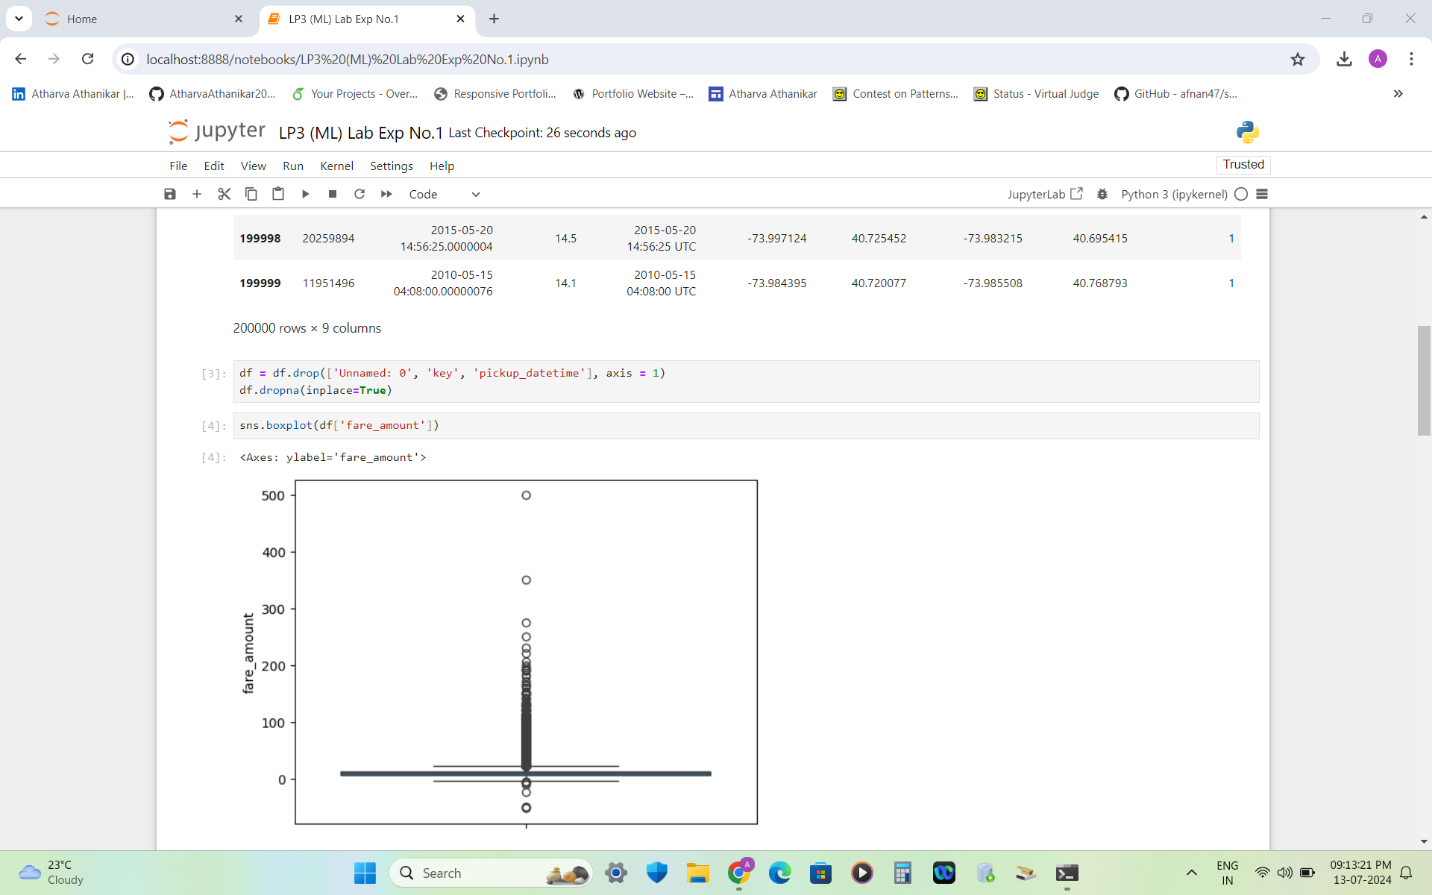 Home
LP3 (ML) Lab Exp No.1
localhost:8888/notebooks/LP3%20(ML)%20Lab%20Exp%20No.1.ipynb
A
in Atharva Athanikar |...
AtharvaAthanikar20...
Your Projects - Over...
Responsive Portfoli...
Portfolio Website –...
Atharva Athanikar
Contest on Patterns...
Status - Virtual Judge
GitHub - afnan47/s...
jupyter LP3 (ML) Lab Exp No.1 Last Checkpoint: 26 seconds ago
File Edit View Run Kernel Settings Help
Trusted
Code
JupyterLab
Python 3 (ipykernel)
199998 20259894 2015-05-20 14:56:25.0000004 14.5 2015-05-20 14:56:25 UTC -73.997124 40.725452 -73.983215 40.695415 1
199999 11951496 2010-05-15 04:08:00.00000076 14.1 2010-05-15 04:08:00 UTC -73.984395 40.720077 -73.985508 40.768793 1
200000 rows × 9 columns
[3]: df = df.drop(['Unnamed: 0', 'key', 'pickup_datetime'], axis = 1)
df.dropna(inplace=True)
[4]: sns.boxplot(df['fare_amount'])
[4]: <Axes: ylabel='fare_amount'>
500
400
300
200
100
0
fare_amount
23°C
Cloudy
Search
A
ENG
IN
09:13:21 PM
13-07-2024